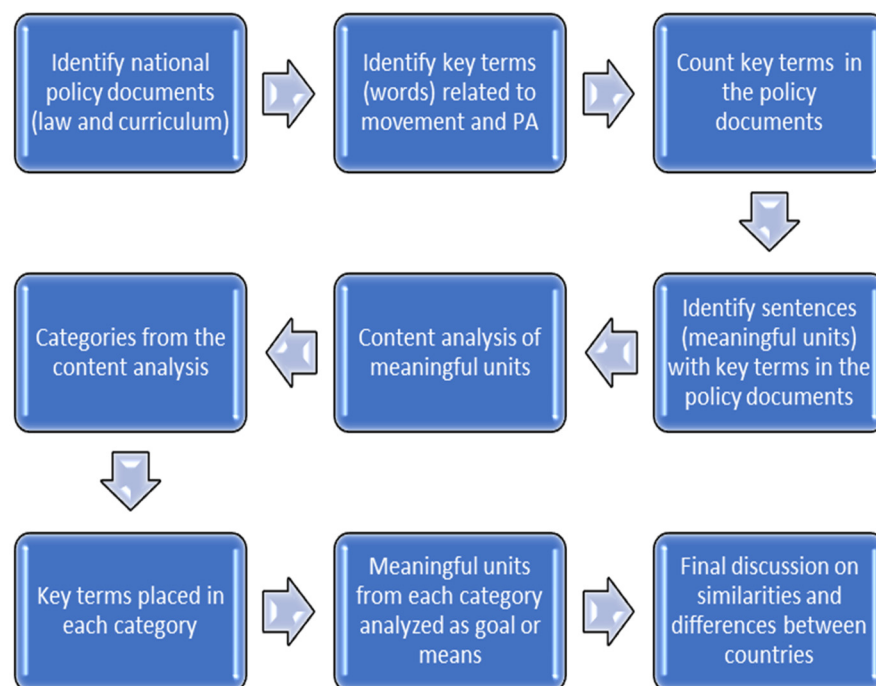 Identify national
policy documents
(law and curriculum)
Identify key terms
(words) related to
movement and PA
Count key terms in
the policy
documents
Identify sentences
(meaningful units)
with key terms in the
policy documents
Content analysis of
meaningful units
Categories from the
content analysis
Key terms placed in
each category
Meaningful units
from each category
analyzed as goal or
means
Final discussion on
similarities and
differences between
countries